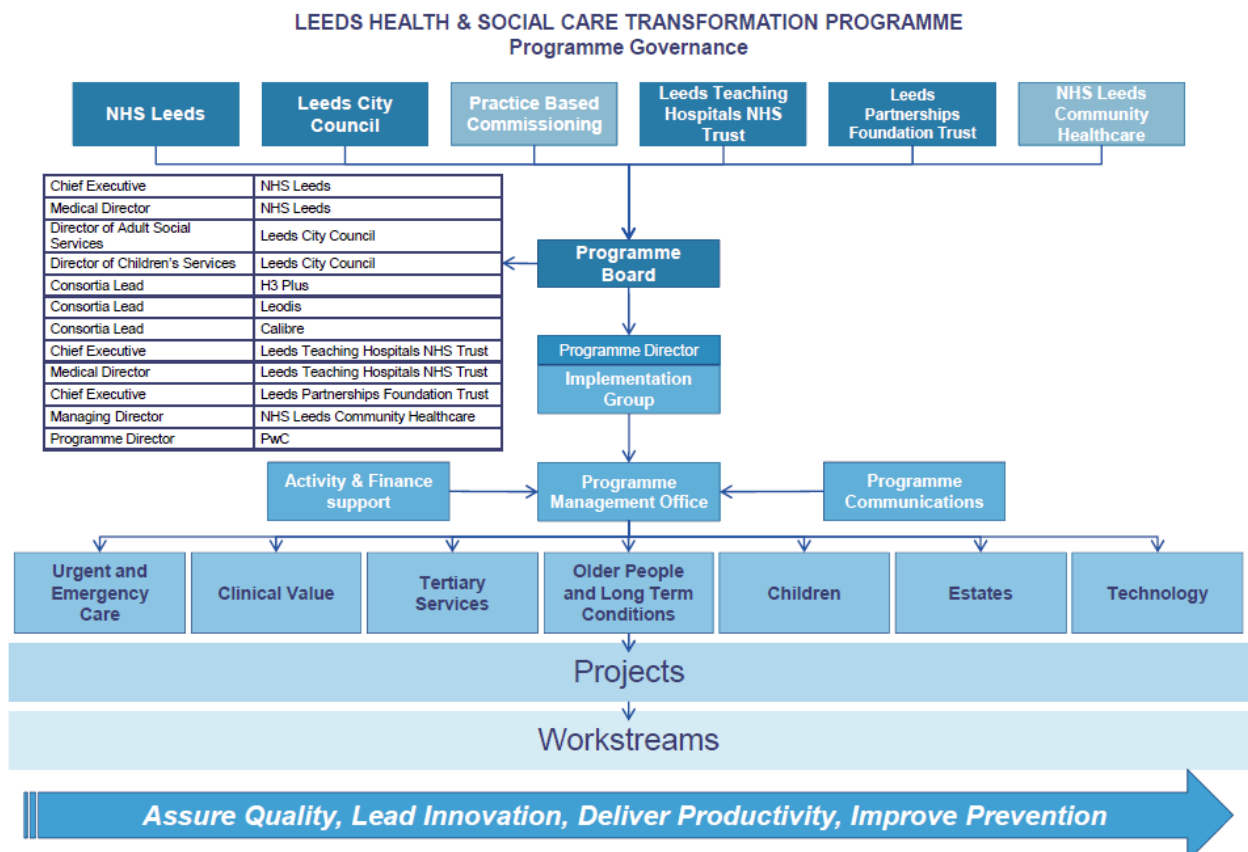 LEEDS HEALTH & SOCIAL CARE TRANSFORMATION PROGRAMME
Programme Governance
NHS Leeds
Leeds City
Council
Practice Based
Commissioning
Leeds Teaching
Hospitals NHS
Trust
Leeds
Partnerships
Foundation Trust
NHS Leeds
Community
Healthcare
Chief Executive NHS Leeds
Medical Director NHS Leeds
Director of Adult Social
Services Leeds City Council
Director of Children's Services Leeds City Council
Consortia Lead H3 Plus
Consortia Lead Leodis
Consortia Lead Calibre
Chief Executive Leeds Teaching Hospitals NHS Trust
Medical Director Leeds Teaching Hospitals NHS Trust
Chief Executive Leeds Partnerships Foundation Trust
Managing Director NHS Leeds Community Healthcare
Programme Director PwC
Programme
Board
Programme Director
Implementation
Group
Activity & Finance
support
Programme
Management Office
Programme
Communications
Urgent and
Emergency
Care
Clinical Value
Tertiary
Services
Older People
and Long Term
Conditions
Children
Estates
Technology
Projects
Workstreams
Assure Quality, Lead Innovation, Deliver Productivity, Improve Prevention